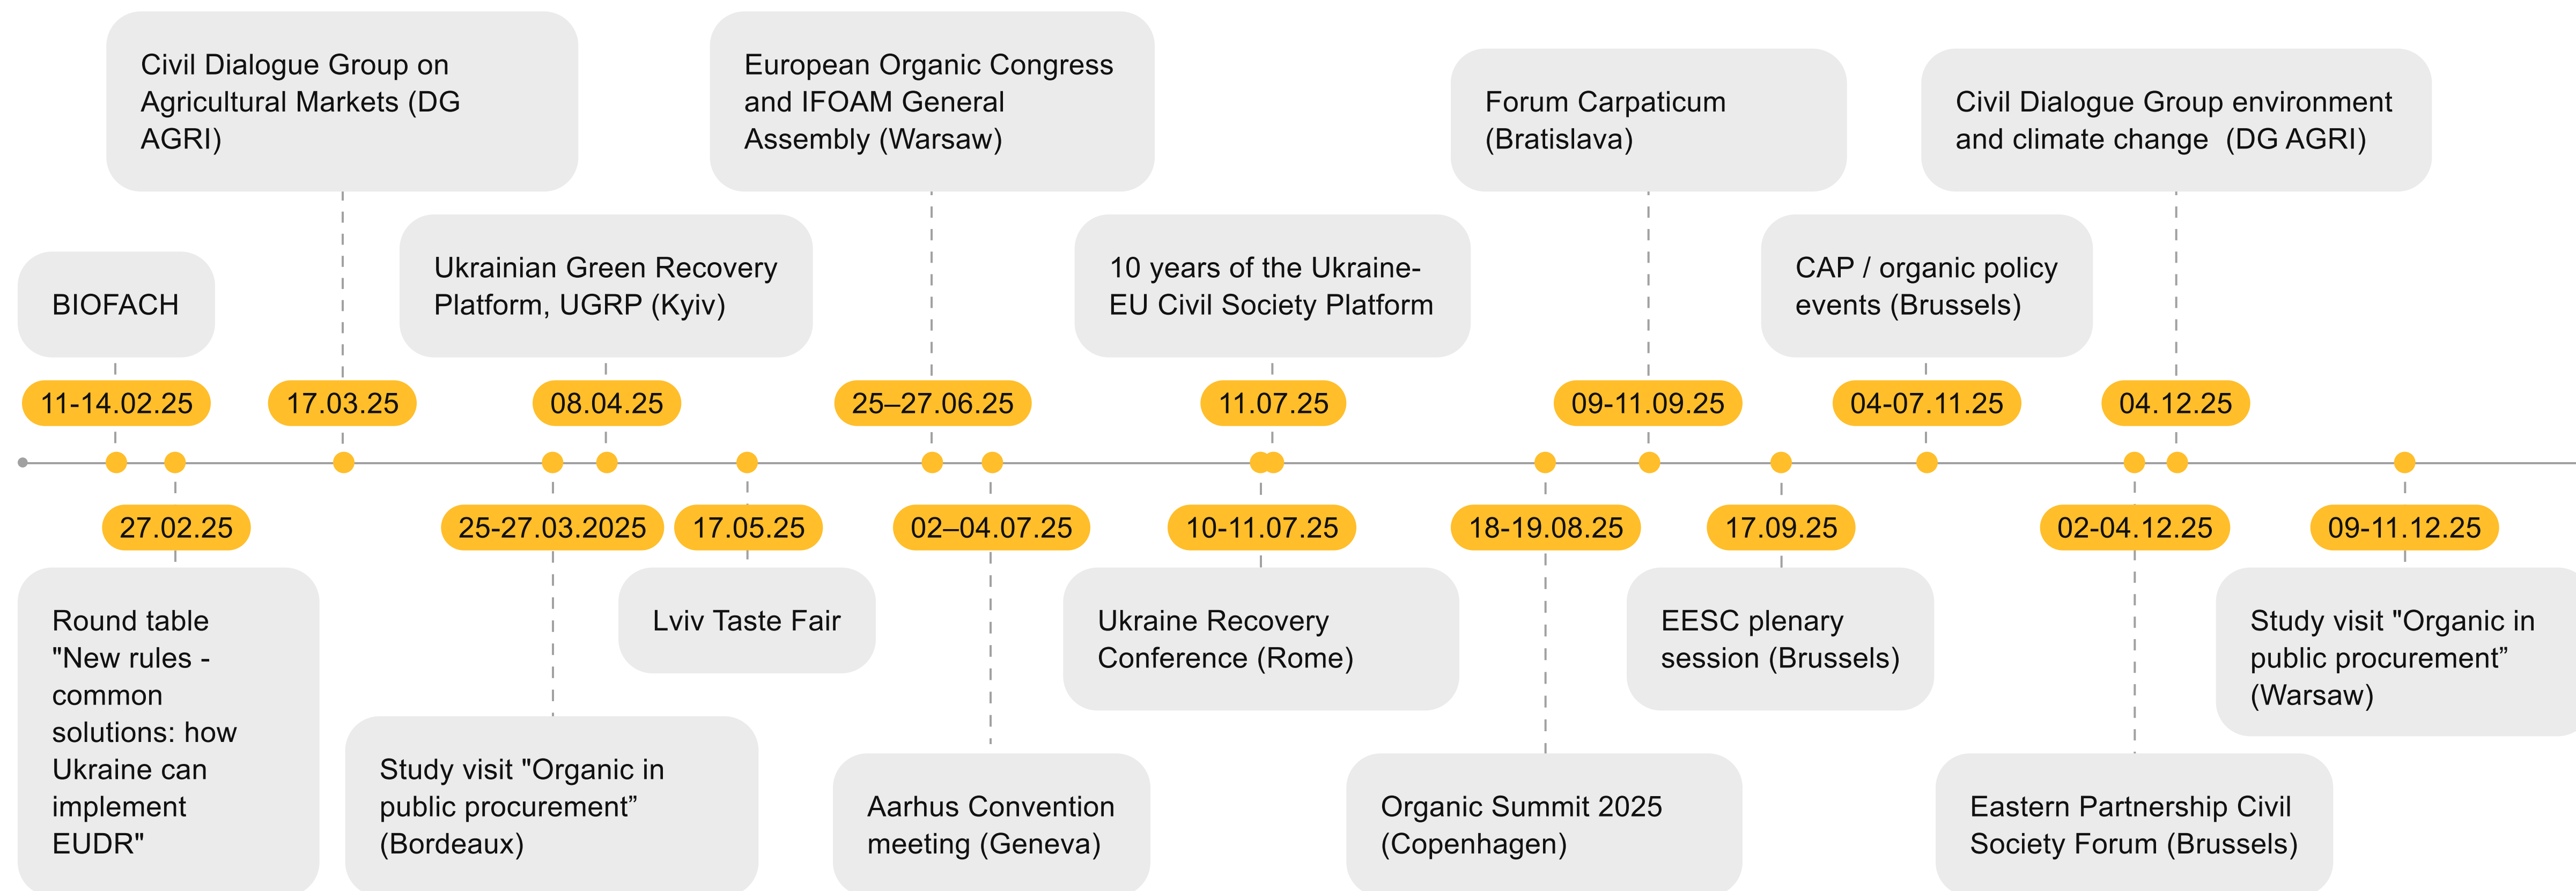 Civil Dialogue Group on
Agricultural Markets (DG
AGRI)
European Organic Congress
and IFOAM General
Assembly (Warsaw)
Forum Carpaticum
(Bratislava)
Civil Dialogue Group environment
and climate change  (DG AGRI)
BIOFACH
Ukrainian Green Recovery
Platform, UGRP (Kyiv)
10 years of the Ukraine-
EU Civil Society Platform
CAP / organic policy
events (Brussels)
11-14.02.25
17.03.25
08.04.25
25–27.06.25
11.07.25
09-11.09.25
04-07.11.25
04.12.25
27.02.25
25-27.03.2025
17.05.25
02–04.07.25
10-11.07.25
18-19.08.25
17.09.25
02-04.12.25
09-11.12.25
Round table
"New rules -
common
solutions: how
Ukraine can
implement
EUDR"
Study visit "Organic in
public procurement”
(Bordeaux)
Lviv Taste Fair
Aarhus Convention
meeting (Geneva)
Ukraine Recovery
Conference (Rome)
Organic Summit 2025
(Copenhagen)
EESC plenary
session (Brussels)
Eastern Partnership Civil
Society Forum (Brussels)
Study visit "Organic in
public procurement”
(Warsaw)